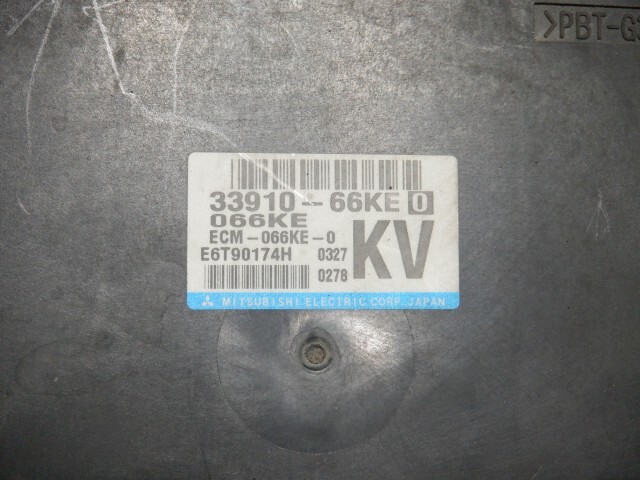 >PBT-G
33910-66KE 0
066KE
ECM-066KE-0
E6T90174H 0327
KV
0278
MITSUBISHI ELECTRIC CORP. JAPAN